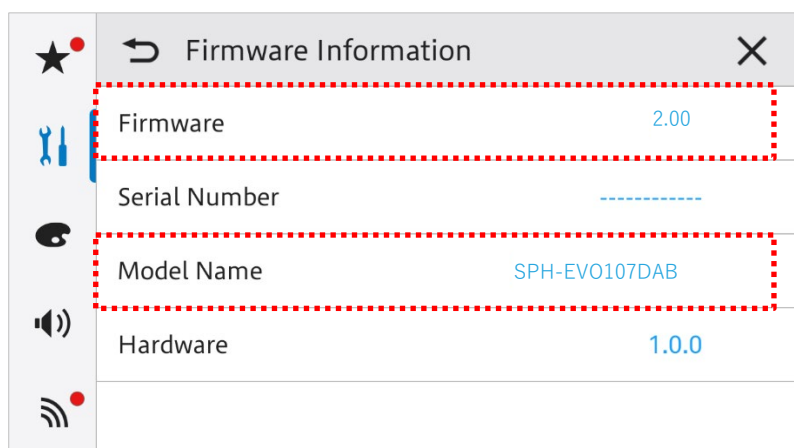 Firmware Information
Firmware 2.00
Serial Number ------------
Model Name SPH-EVO107DAB
Hardware 1.0.0